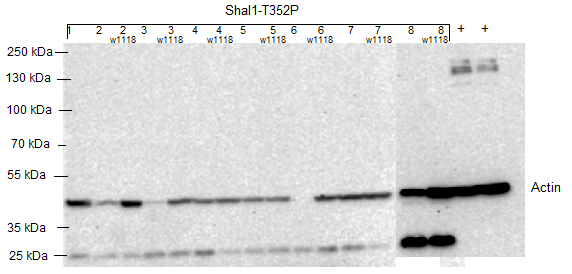 Shal1-T352P
1 2 2 3 3 4 4 5 5 6 6 7 7 8 8 + +
w1118 w1118 w1118 w1118 w1118 w1118 w1118
250 kDa
130 kDa
100 kDa
70 kDa
55 kDa
Actin
35 kDa
25 kDa